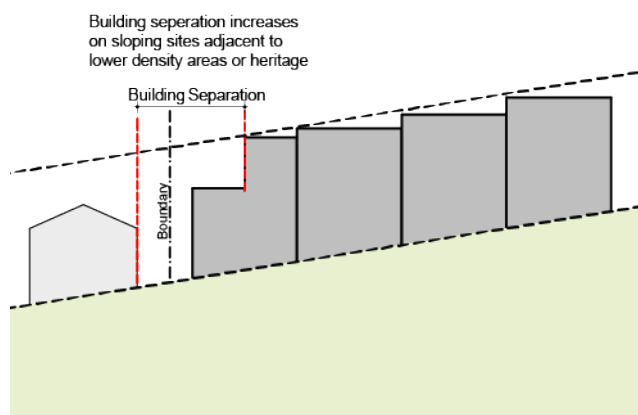 Building seperation increases
on sloping sites adjacent to
lower density areas or heritage
Building Separation
Boundary